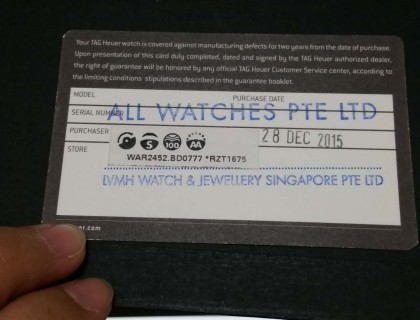 Your TAG Heuer watch is covered against manufacturing defects for two years from the date of purchase.
Upon presentation of this card duly completed, dated and signed by the TAG Heuer authorized dealer,
the right of guarantee will be honored by any official TAG Heuer Customer Service center, according to
the limiting conditions stipulations described in the guarantee booklet.
MODEL
PURCHASE DATE
ALL WATCHES PTE LTD
SERIAL NUMBER
PURCHASER
28 DEC 2015
S 100 AA
STORE
WAR2452.BD0777 *RZT1675
LVMH WATCH & JEWELLERY SINGAPORE PTE LTD